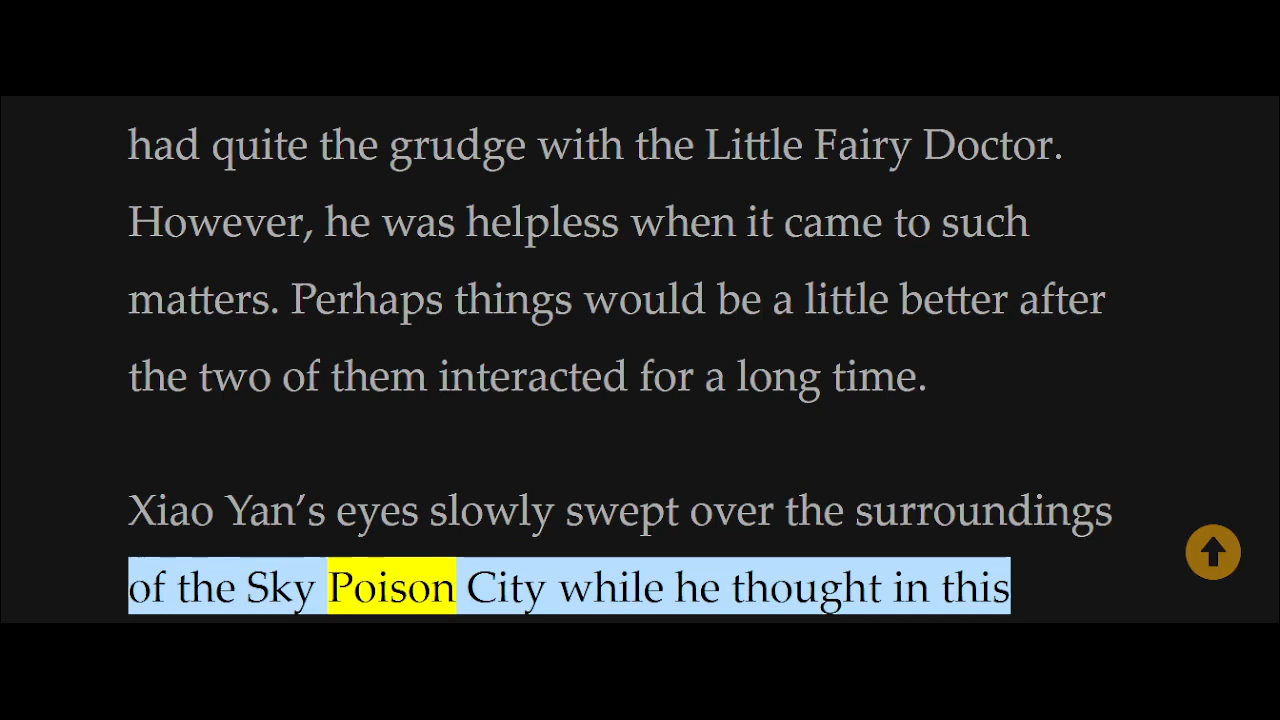 had quite the grudge with the Little Fairy Doctor.
However, he was helpless when it came to such
matters. Perhaps things would be a little better after
the two of them interacted for a long time.
Xiao Yan’s eyes slowly swept over the surroundings
of the Sky Poison City while he thought in this